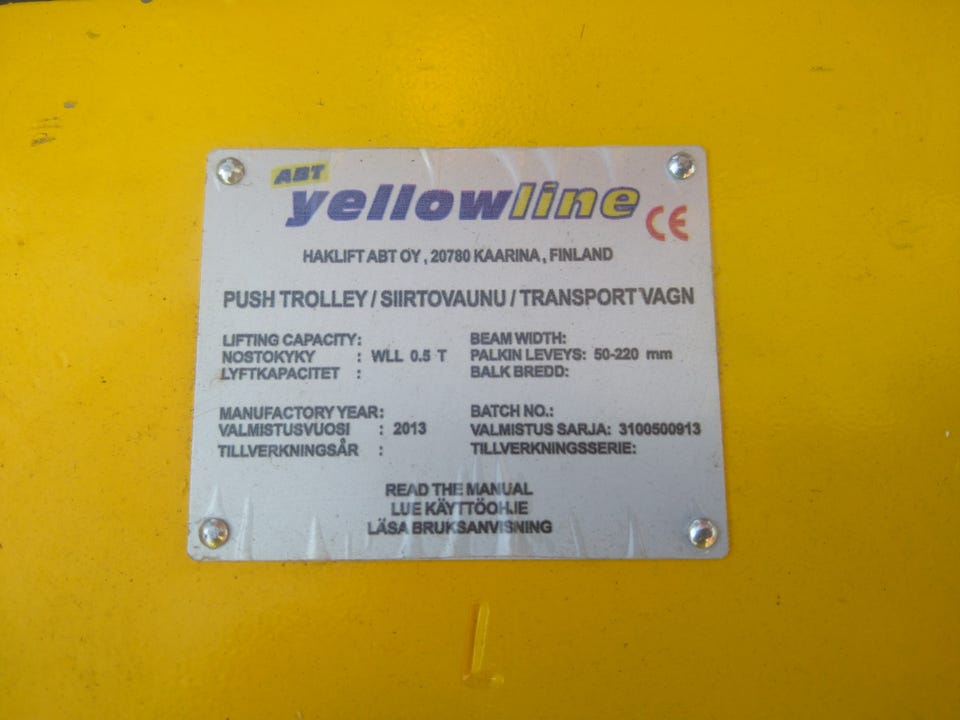 ABT
yellowline
CE
HAKLIFT ABT OY, 20780 KAARINA, FINLAND
PUSH TROLLEY / SIIRTOVAUNU / TRANSPORT VAGN
LIFTING CAPACITY: BEAM WIDTH:
NOSTOKYKY : WLL 0.5 T PALKIN LEVEYS: 50-220 mm
LYFTKAPACITET : BALK BREDD:
MANUFACTORY YEAR: BATCH NO.:
VALMISTUSVUOSI : 2013 VALMISTUS SARJA: 3100500913
TILLVERKNINGSÅR : TILLVERKNINGSSERIE:
READ THE MANUAL
LUE KÄYTTÖOHJE
LÄSA BRUKSANVISNING